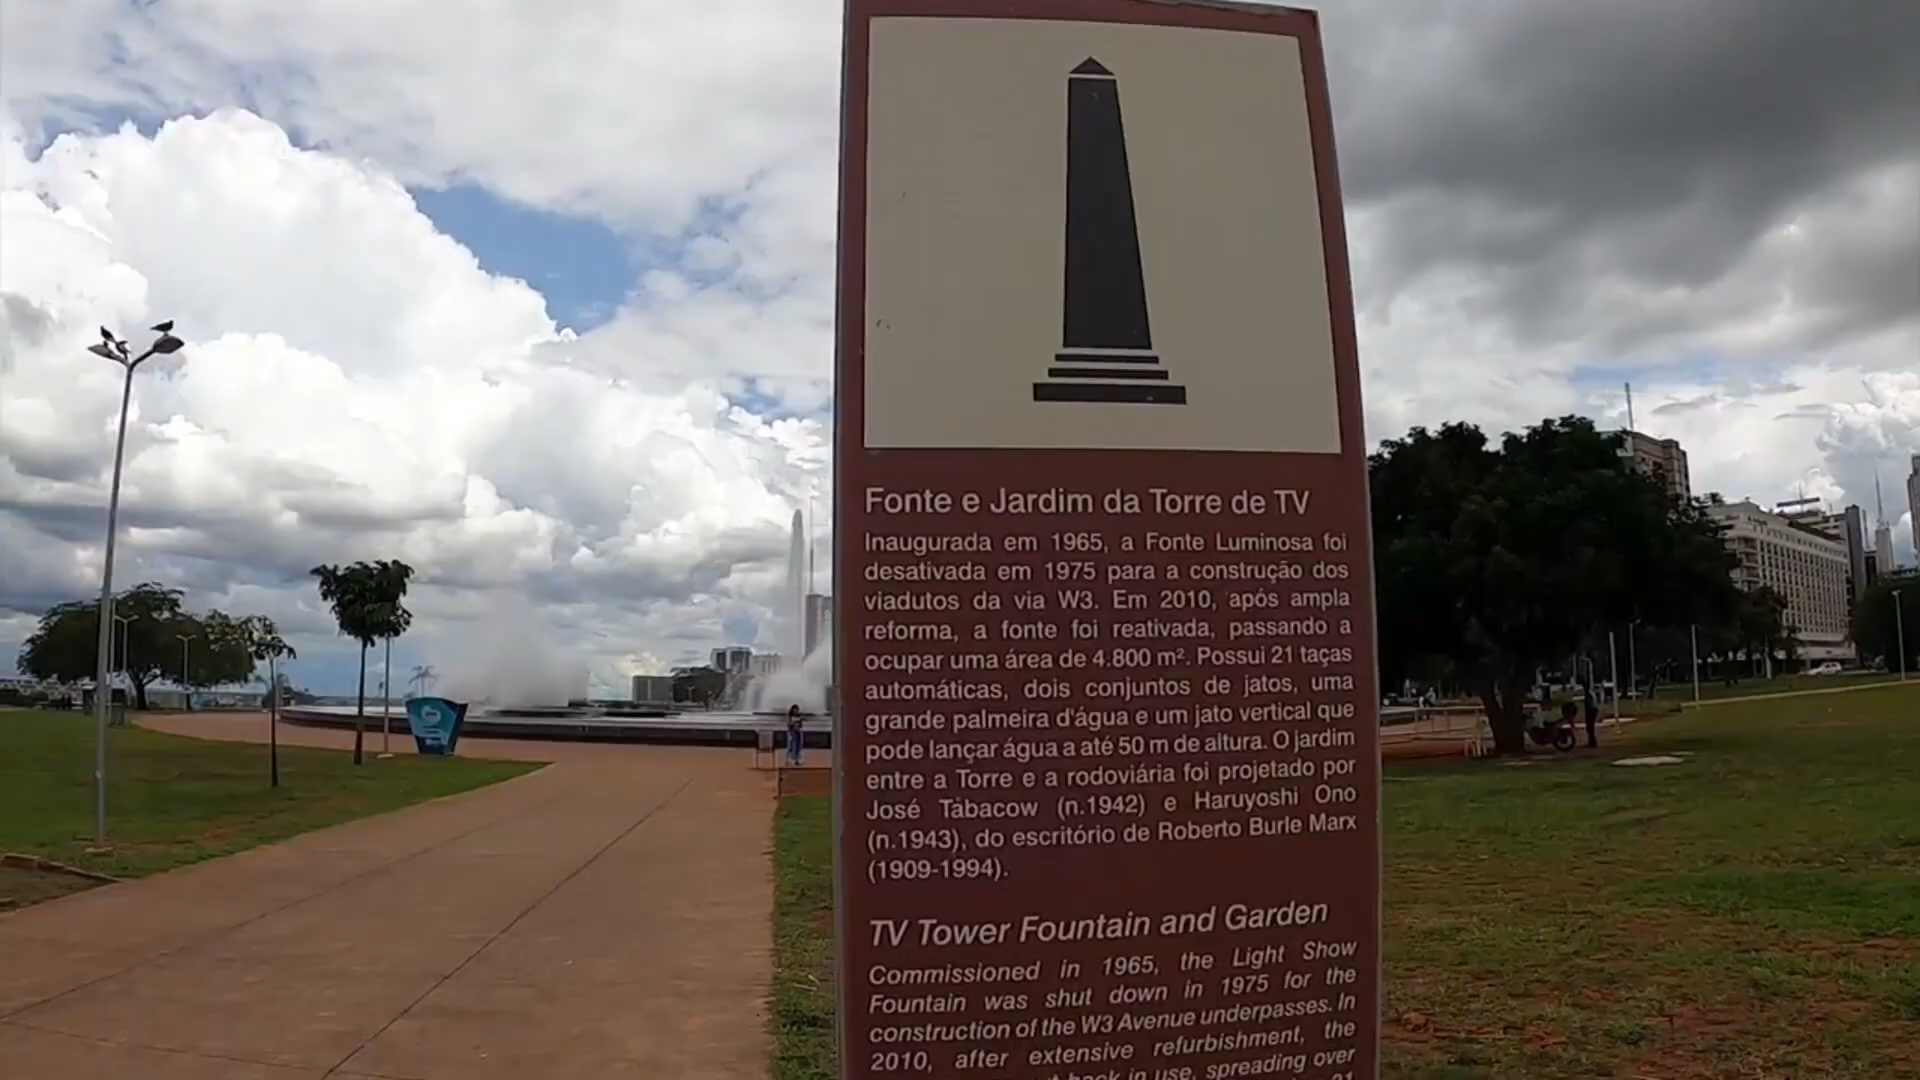 Fonte e Jardim da Torre de TV
Inaugurada em 1965, a Fonte Luminosa foi
desativada em 1975 para a construção dos
viadutos da via W3. Em 2010, após ampla
reforma, a fonte foi reativada, passando a
ocupar uma área de 4.800 m². Possui 21 taças
automáticas, dois conjuntos de jatos, uma
grande palmeira d'água e um jato vertical que
pode lançar água a até 50 m de altura. O jardim
entre a Torre e a rodoviária foi projetado por
José Tabacow (n.1942) e Haruyoshi Ono
(n.1943), do escritório de Roberto Burle Marx
(1909-1994).
TV Tower Fountain and Garden
Commissioned in 1965, the Light Show
Fountain was shut down in 1975 for the
construction of the W3 Avenue underpasses. In
2010, after extensive refurbishment, the
back in use, spreading over
21